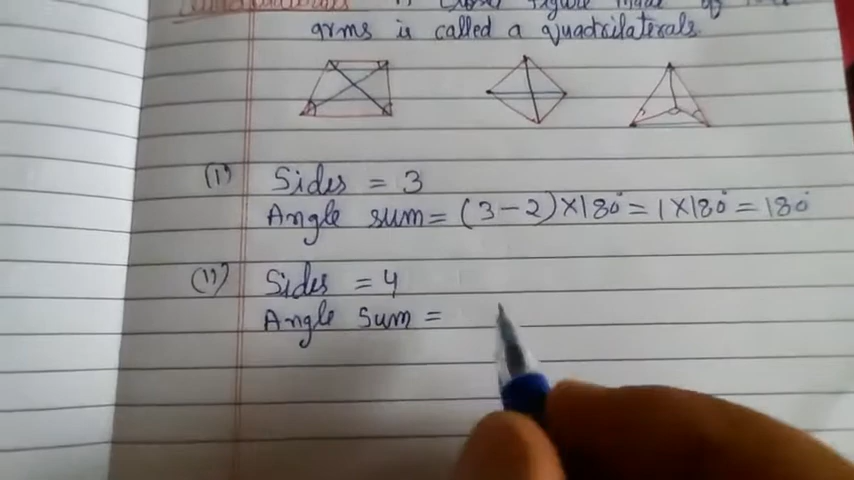 arms is called a quadrilaterals
(i) Sides = 3
Angle sum = (3-2)×180° = 1×180° = 180°
(ii) Sides = 4
Angle sum =